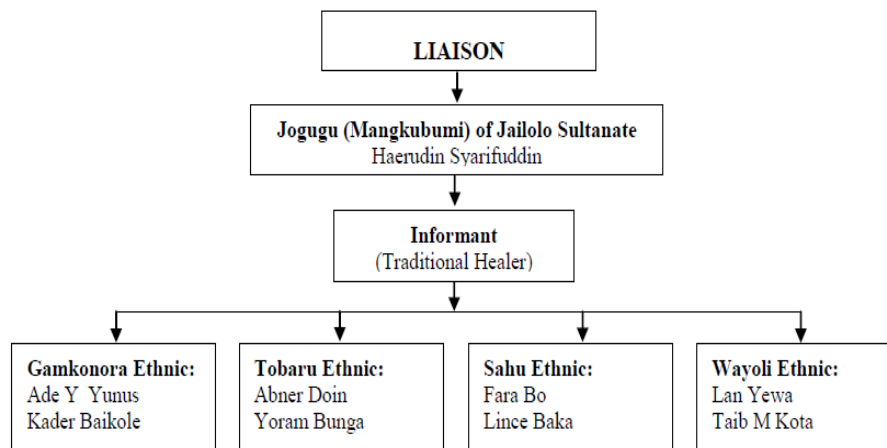 LIAISON
Jogugu (Mangkubumi) of Jailolo Sultanate
Haerudin Syarifuddin
Informant
(Traditional Healer)
Gamkonora Ethnic:
Ade Y Yunus
Kader Baikole
Tobaru Ethnic:
Abner Doin
Yoram Bunga
Sahu Ethnic:
Fara Bo
Lince Baka
Wayoli Ethnic:
Lan Yewa
Taib M Kota